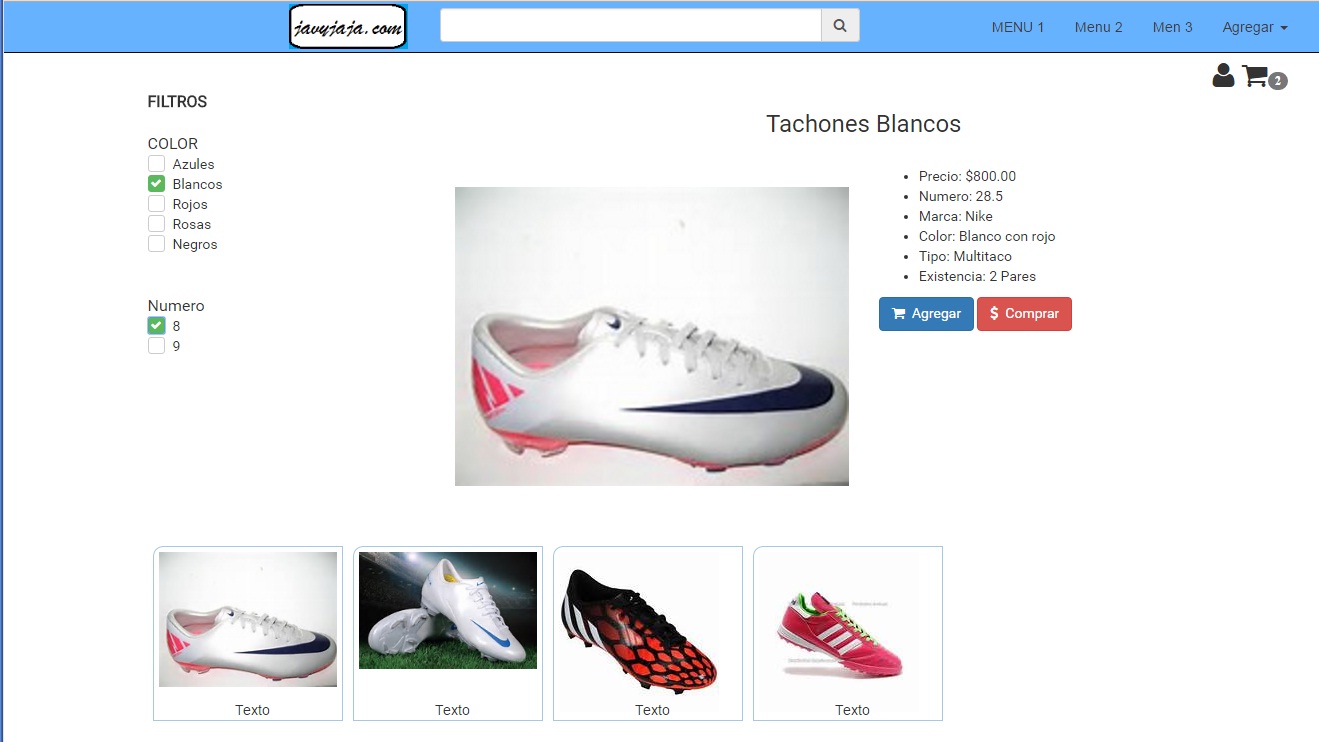 javyjaja.com
MENU 1 Menu 2 Men 3 Agregar
2
FILTROS
COLOR
Azules
Blancos
Rojos
Rosas
Negros
Numero
8
9
Tachones Blancos
Precio: $800.00
Numero: 28.5
Marca: Nike
Color: Blanco con rojo
Tipo: Multitaco
Existencia: 2 Pares
Agregar $ Comprar
Texto Texto Texto Texto